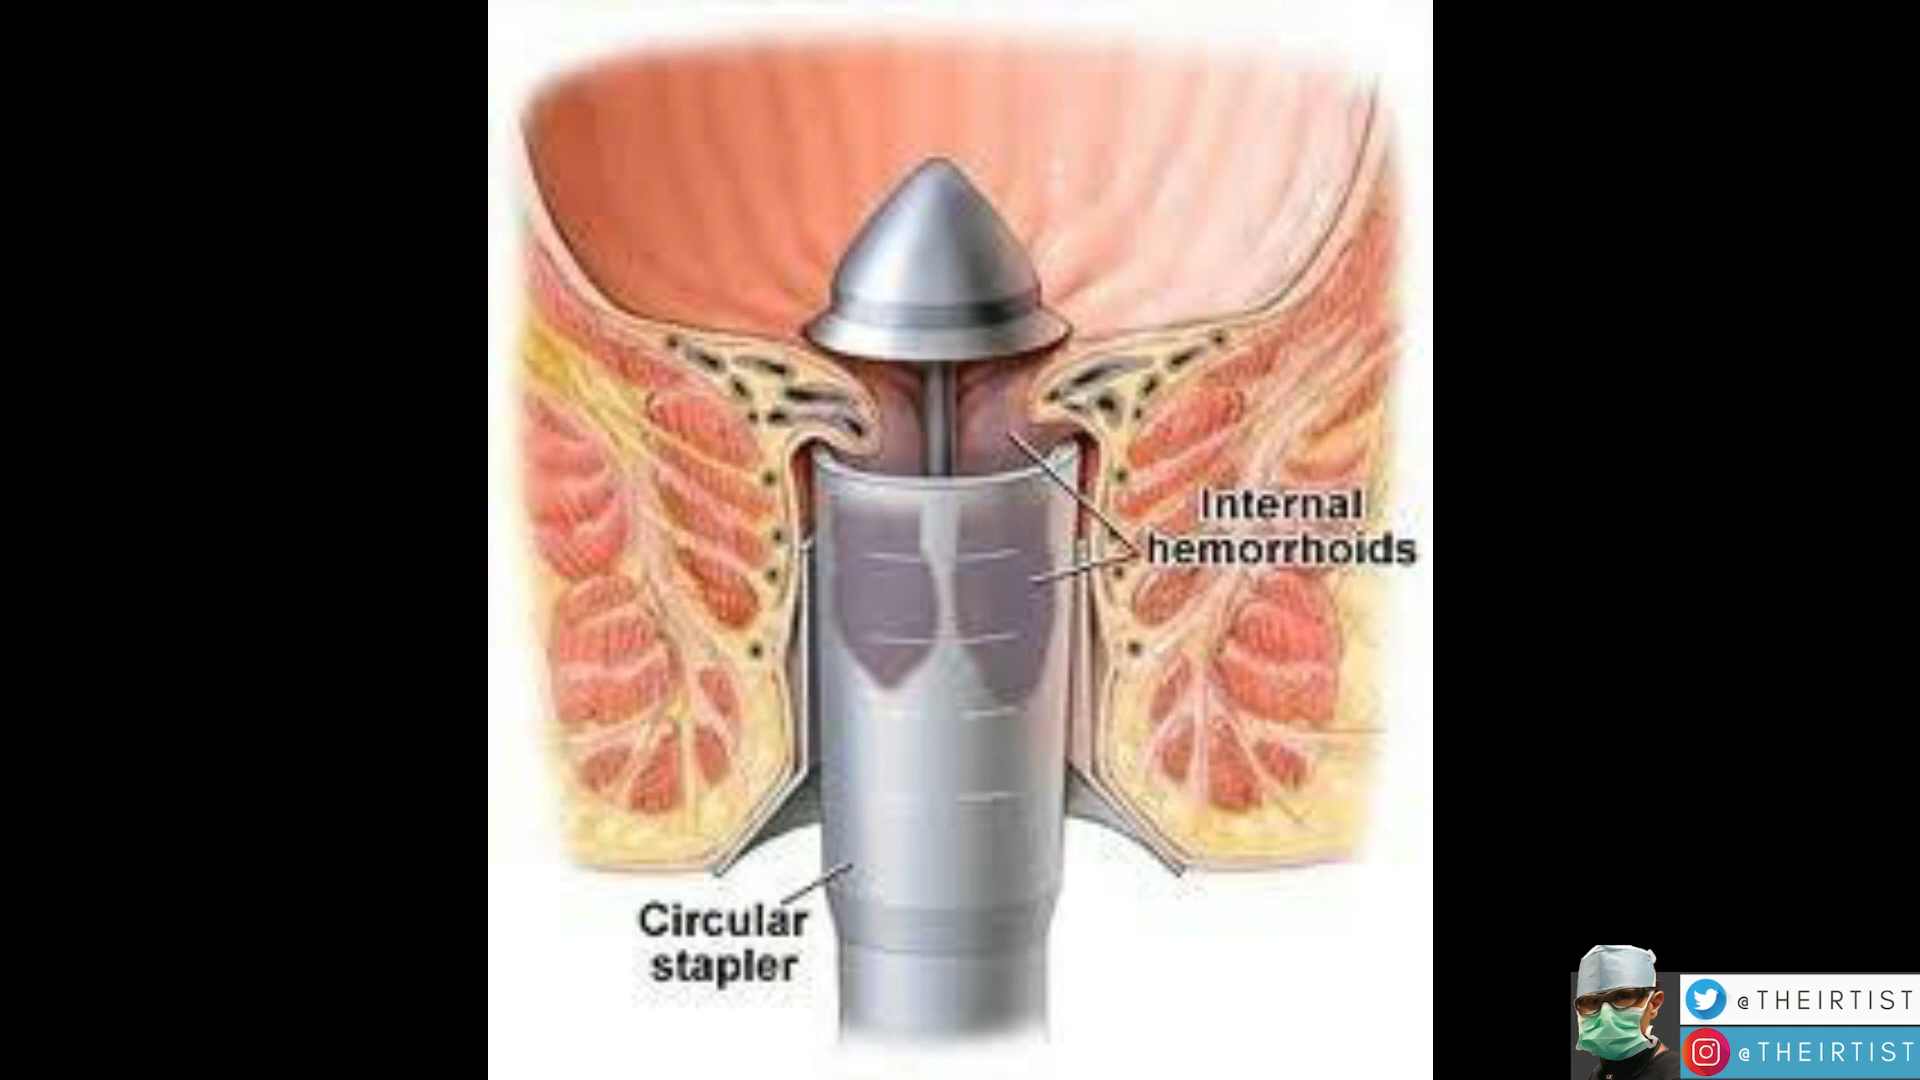 Internal
hemorrhoids
Circular
stapler
@THEIRTIST
@THEIRTIST